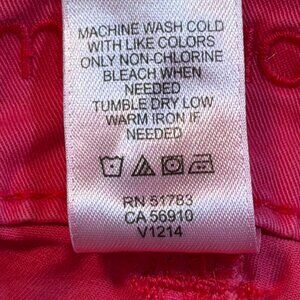 MACHINE WASH COLD
WITH LIKE COLORS
ONLY NON-CHLORINE
BLEACH WHEN
NEEDED
TUMBLE DRY LOW
WARM IRON IF
NEEDED
RN 51783
CA 56910
V1214